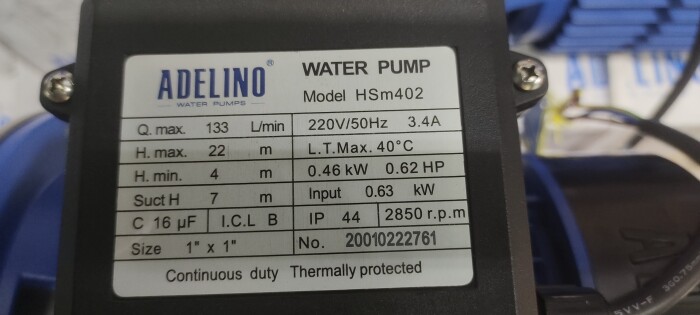 ADELINO®
WATER PUMPS
WATER PUMP
Model HSm402
Q. max. 133 L/min
220V/50Hz 3.4A
H. max. 22 m
L.T.Max. 40°C
H. min. 4 m
0.46 kW 0.62 HP
Suct H 7 m
Input 0.63 kW
C 16 µF I.C.L B
IP 44 2850 r.p.m
Size 1" x 1"
No. 20010222761
Continuous duty Thermally protected